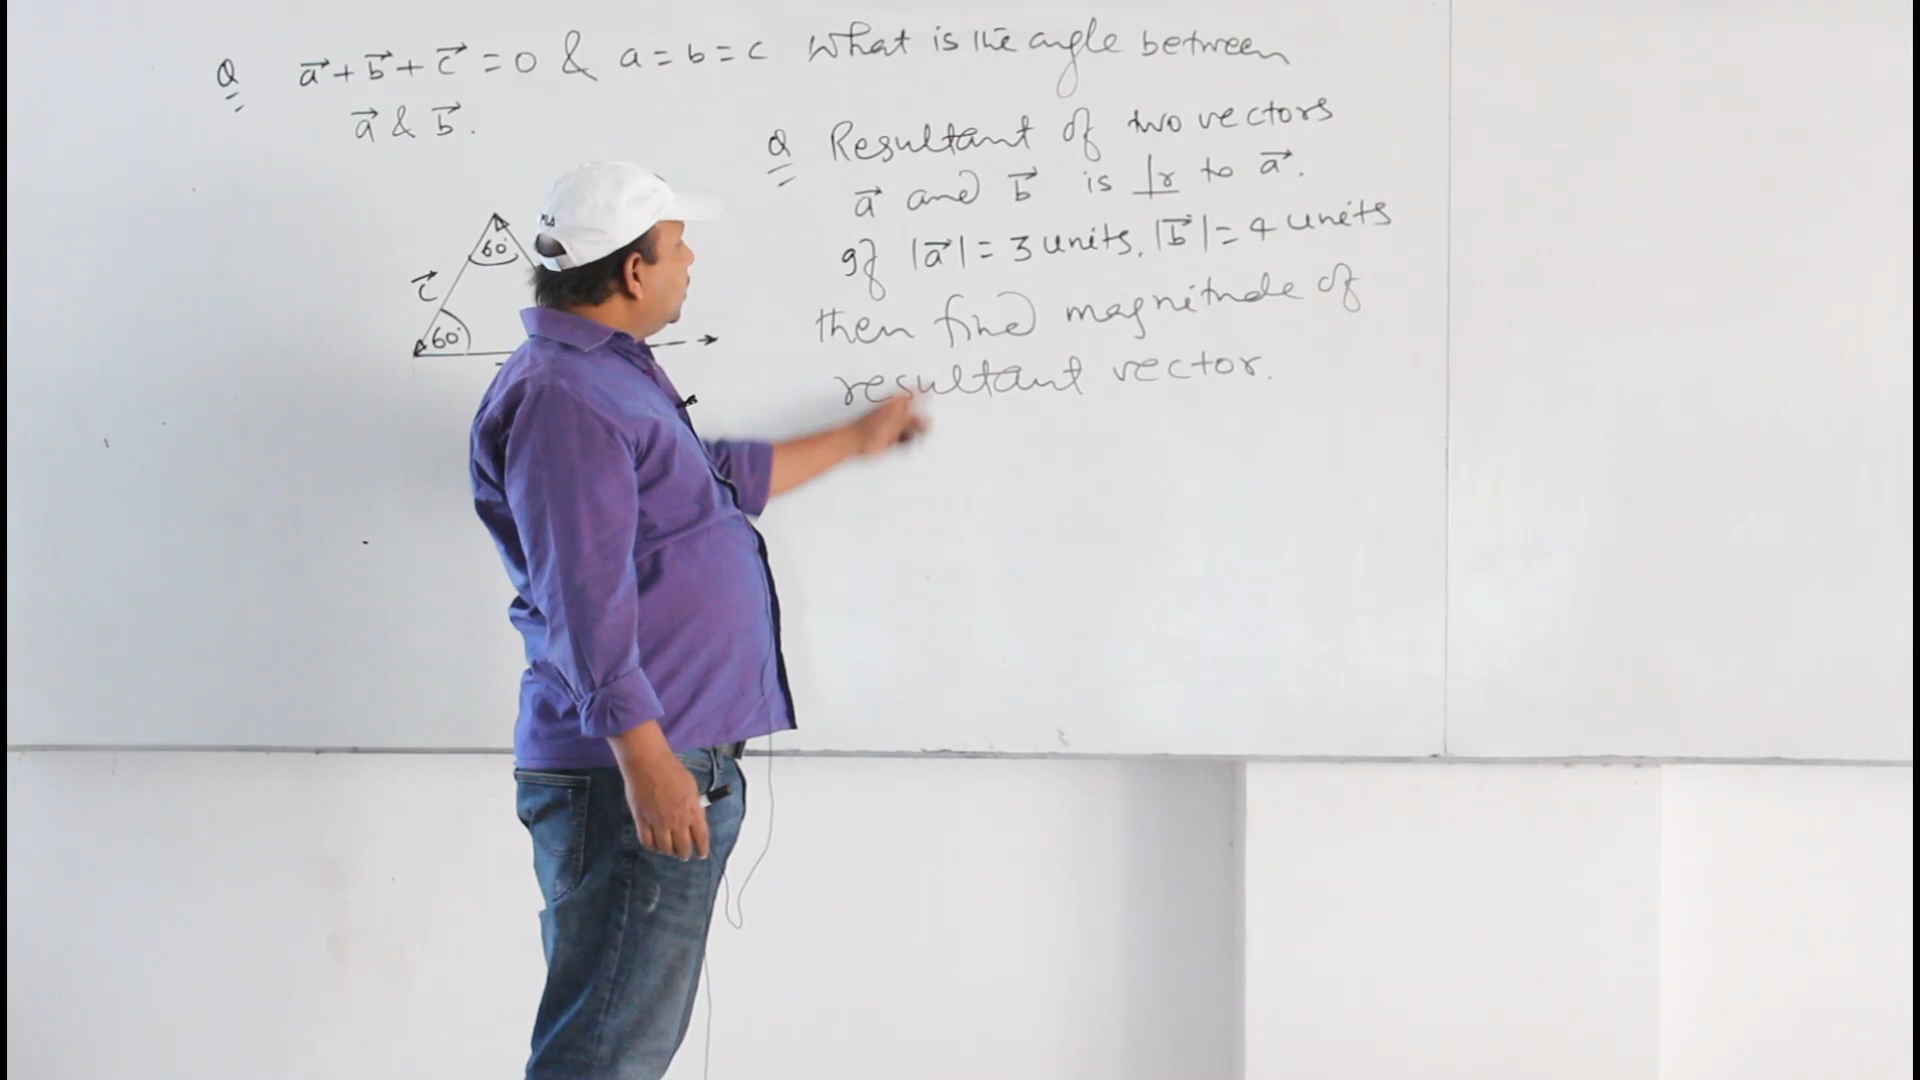 Q a⃗ + b⃗ + c⃗ = 0 & a = b = c What is the angle between
a⃗ & b⃗.
Q Resultant of two vectors
a⃗ and b⃗ is ⊥r to a⃗.
If |a⃗| = 3 units, |b⃗| = 4 units
then find magnitude of
resultant vector.
60°
c⃗
60°